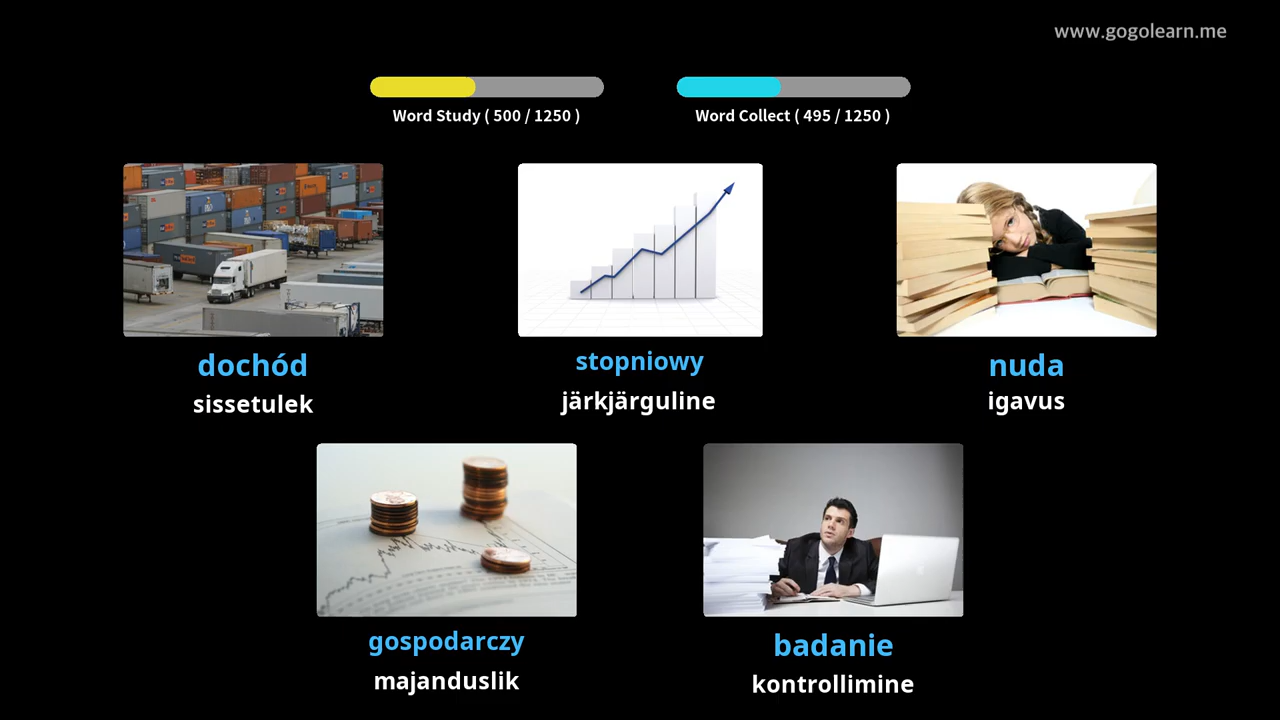 www.gogolearn.me
Word Study ( 500 / 1250 )
Word Collect ( 495 / 1250 )
dochód
sissetulek
stopniowy
järkjärguline
nuda
igavus
gospodarczy
majanduslik
badanie
kontrollimine